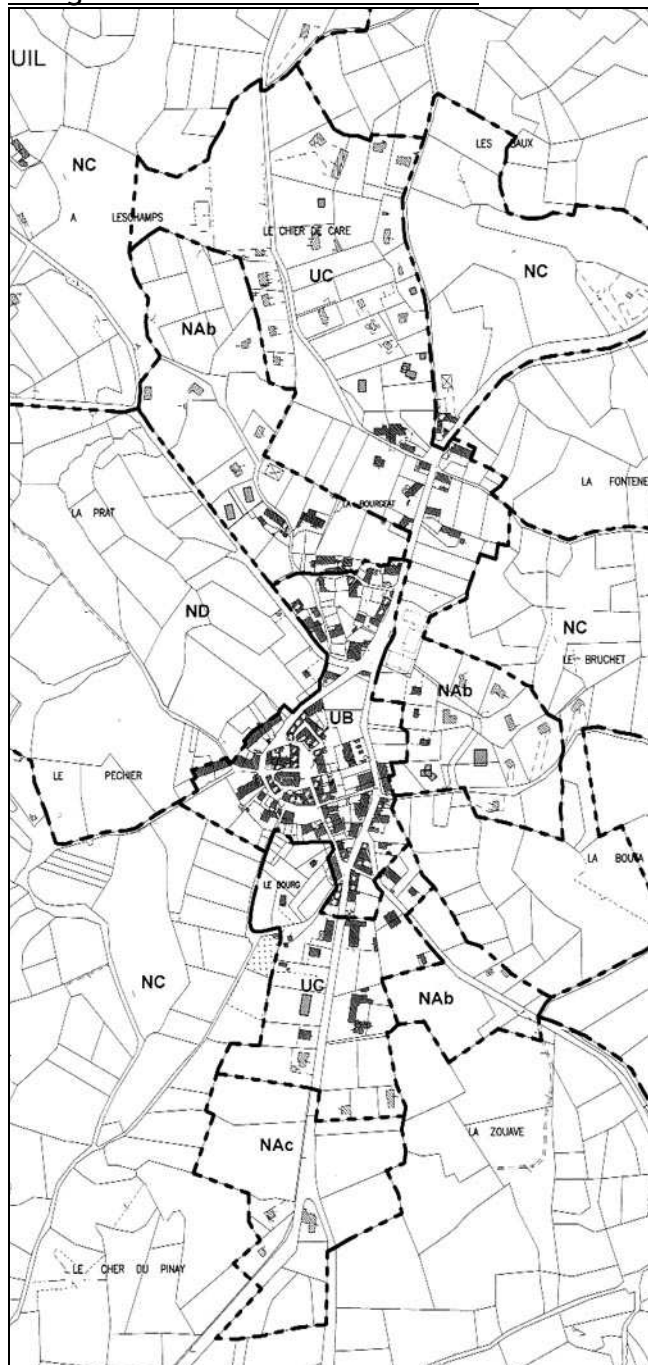 UIL
LES BAUX
NC
A LESCHAMPS
LE CHIER DE CARE
UC
NC
NAb
LA FONTENE
LA BOURGEAT
LA PRAT
ND
NC
LE BRUCHET
NAb
UB
LE PECHIER
LA BOURA
LE BOURG
NC
UC
NAb
LA ZOUAVE
NAc
LE CHER DU PINAY